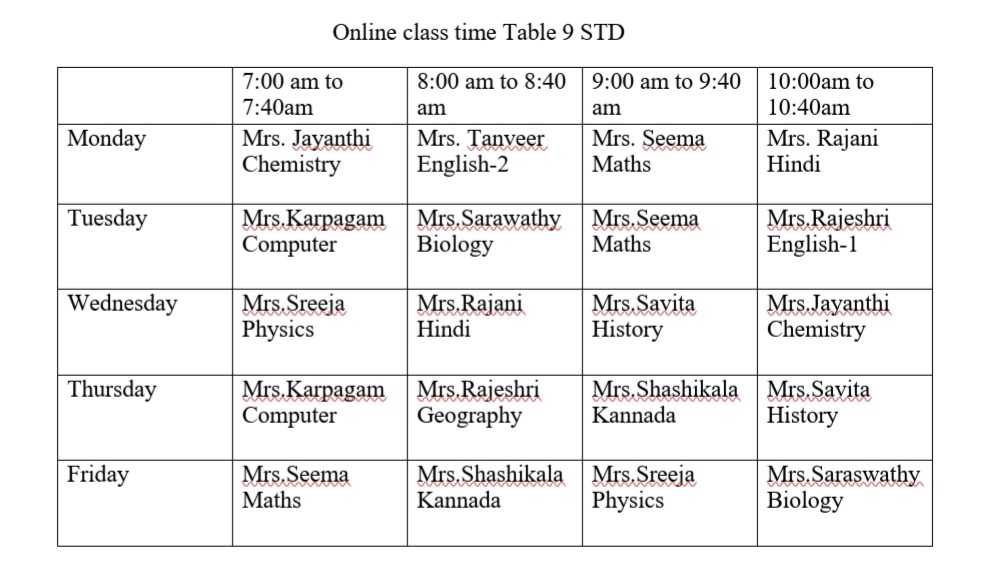 Online class time Table 9 STD
7:00 am to 8:00 am to 8:40 9:00 am to 9:40 10:00am to
7:40am am am 10:40am
Monday Mrs. Jayanthi Mrs. Tanveer Mrs. Seema Mrs. Rajani
Chemistry English-2 Maths Hindi
Tuesday Mrs.Karpagam Mrs.Sarawathy Mrs.Seema Mrs.Rajeshri
Computer Biology Maths English-1
Wednesday Mrs.Sreeja Mrs.Rajani Mrs.Savita Mrs.Jayanthi
Physics Hindi History Chemistry
Thursday Mrs.Karpagam Mrs.Rajeshri Mrs.Shashikala Mrs.Savita
Computer Geography Kannada History
Friday Mrs.Seema Mrs.Shashikala Mrs.Sreeja Mrs.Saraswathy
Maths Kannada Physics Biology